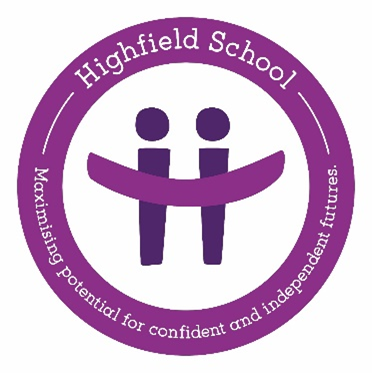 Highfield School
Maximising potential for confident and independent futures.